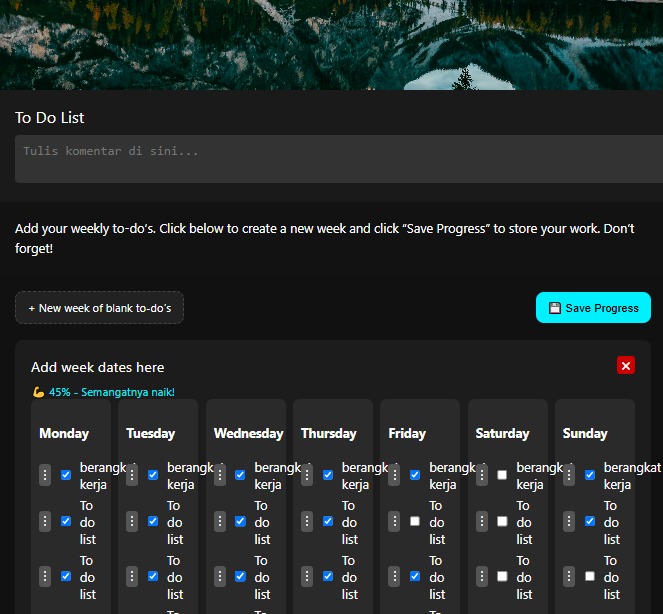 To Do List
Tulis komentar di sini...
Add your weekly to-do's. Click below to create a new week and click “Save Progress” to store your work. Don't
forget!
+ New week of blank to-do's
💾 Save Progress
Add week dates here
💪 45% - Semangatnya naik!
Monday Tuesday Wednesday Thursday Friday Saturday Sunday
berangkat berangkat berangkat berangkat berangkat berangkat berangkat
kerja kerja kerja kerja kerja kerja kerja
To To To To To To To
do do do do do do do
list list list list list list list
To To To To To To To
do do do do do do do
list list list list list list list
To To To To To